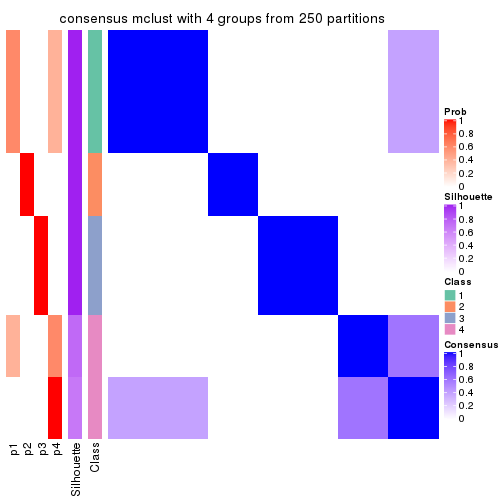 consensus mclust with 4 groups from 250 partitions
Prob
1
0.8
0.6
0.4
0.2
0
Silhouette
1
0.8
0.6
0.4
0.2
0
Class
1
2
3
4
Consensus
1
0.8
0.6
0.4
0.2
0
p1
p2
p3
p4
Silhouette
Class